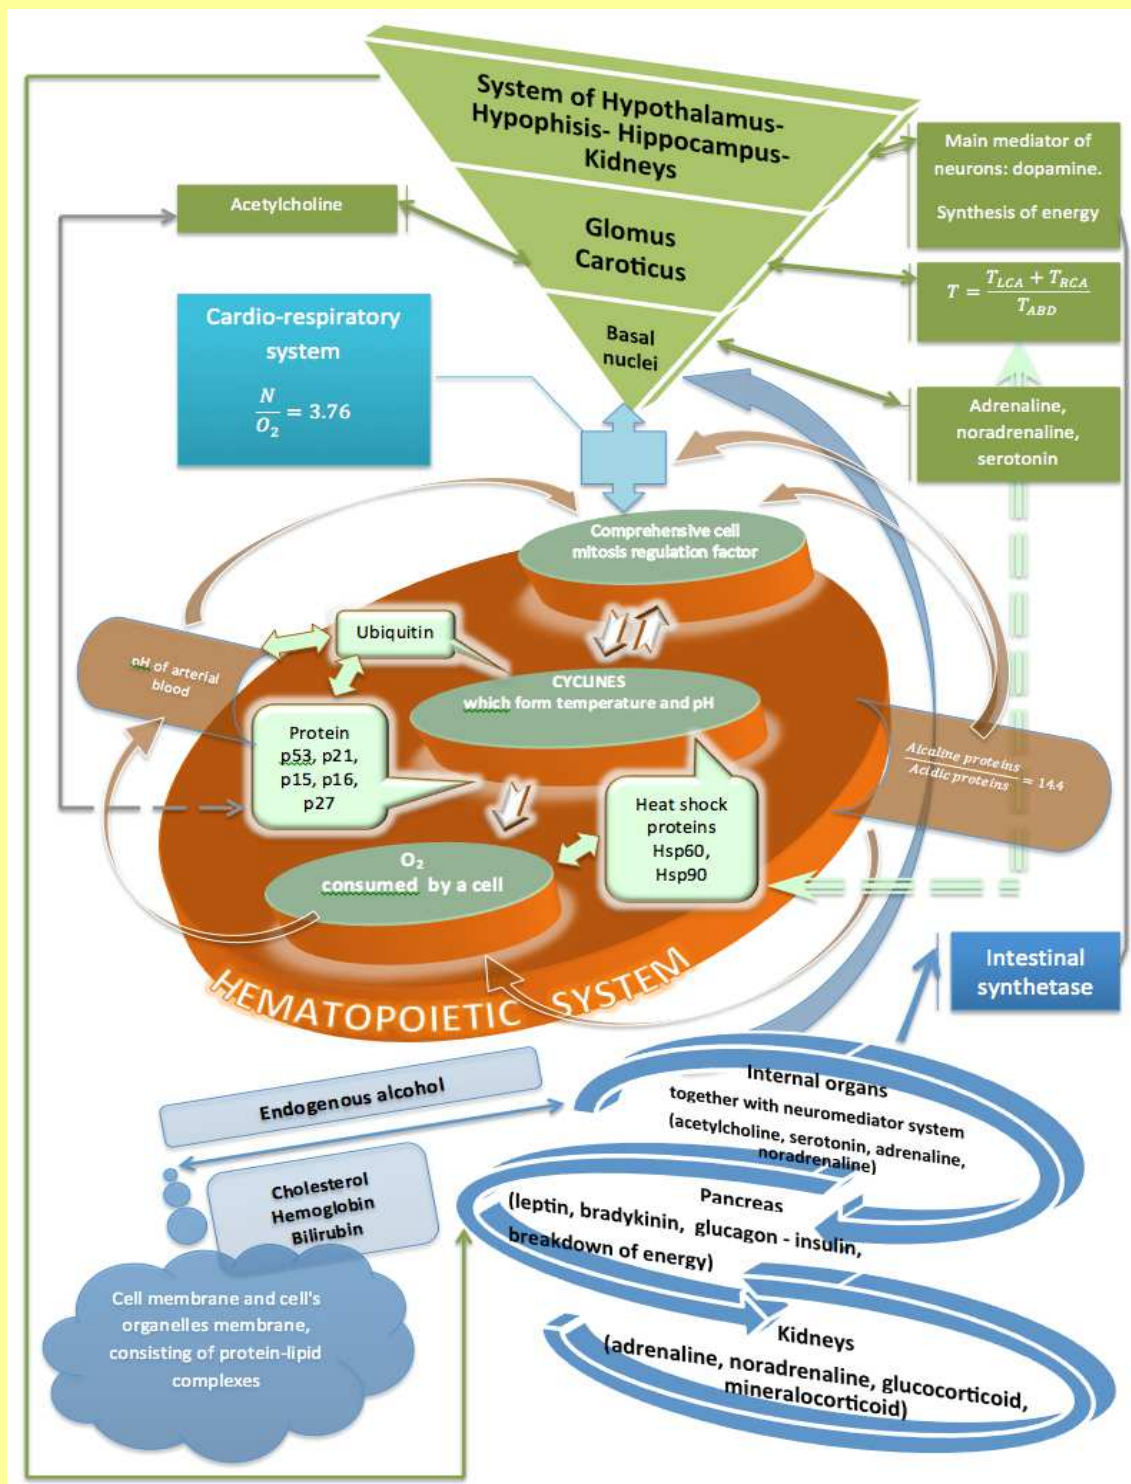 System of Hypothalamus-
Hypophisis- Hippocampus-
Kidneys
Main mediator of
neurons: dopamine.
Synthesis of energy
Acetylcholine
Glomus
Caroticus
T = (T_LCA + T_RCA) / T_ABD
Cardio-respiratory
system
N / O₂ = 3.76
Basal
nuclei
Adrenaline,
noradrenaline,
serotonin
Comprehensive cell
mitosis regulation factor
Ubiquitin
pH of arterial
blood
CYCLINES
which form temperature and pH
Protein
p53, p21,
p15, p16,
p27
Alcaline proteins / Acidic proteins = 14.4
Heat shock
proteins
Hsp60,
Hsp90
O₂
consumed by a cell
HEMATOPOIETIC SYSTEM
Intestinal
synthetase
Endogenous alcohol
Internal organs
together with neuromediator system
(acetylcholine, serotonin, adrenaline,
noradrenaline)
Cholesterol
Hemoglobin
Bilirubin
Pancreas
(leptin, bradykinin, glucagon - insulin,
breakdown of energy)
Cell membrane and cell's
organelles membrane,
consisting of protein-lipid
complexes
Kidneys
(adrenaline, noradrenaline, glucocorticoid,
mineralocorticoid)